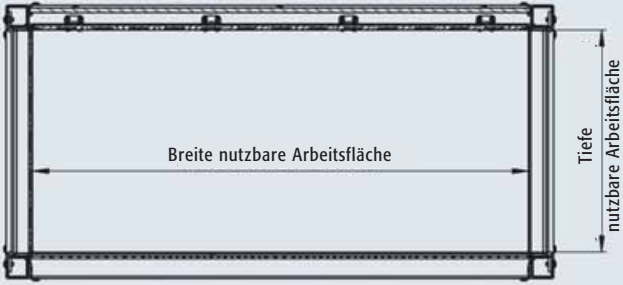 Breite nutzbare Arbeitsfläche
Tiefe
nutzbare Arbeitsfläche